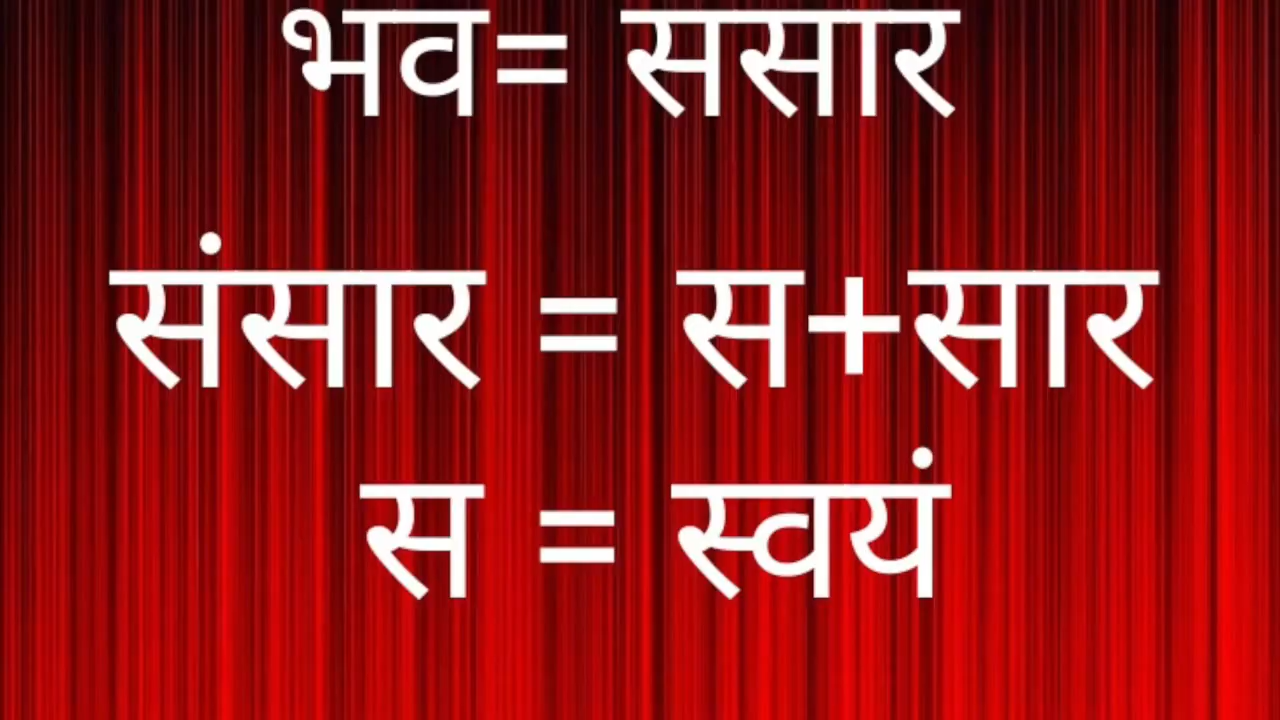 भव= ससार
संसार = स+सार
स = स्वयं